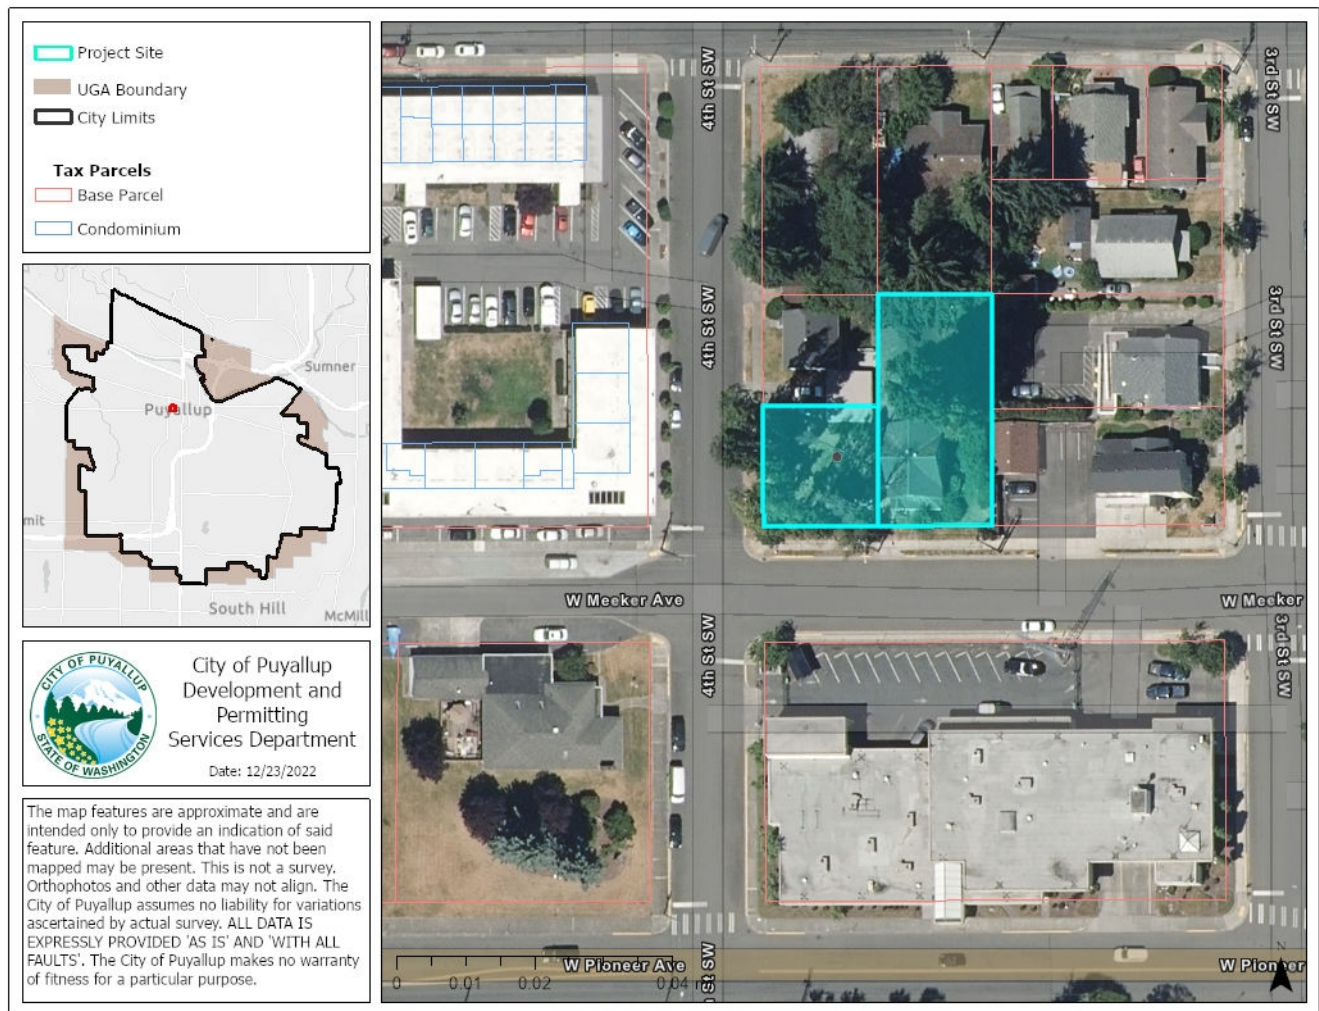 Project Site
UGA Boundary
City Limits
Tax Parcels
Base Parcel
Condominium
Sumner
Puyallup
mit
South Hill
McMill
CITY OF PUYALLUP
STATE OF WASHINGTON
City of Puyallup
Development and
Permitting
Services Department
Date: 12/23/2022
The map features are approximate and are
intended only to provide an indication of said
feature. Additional areas that have not been
mapped may be present. This is not a survey.
Orthophotos and other data may not align. The
City of Puyallup assumes no liability for variations
ascertained by actual survey. ALL DATA IS
EXPRESSLY PROVIDED 'AS IS' AND 'WITH ALL
FAULTS'. The City of Puyallup makes no warranty
of fitness for a particular purpose.
4th St SW
3rd St SW
4th St SW
3rd St SW
W Meeker Ave
W Meeker
4th St SW
3rd St SW
W Pioneer Ave
h St SW
W Pioneer
0 0.01 0.02 0.04
N